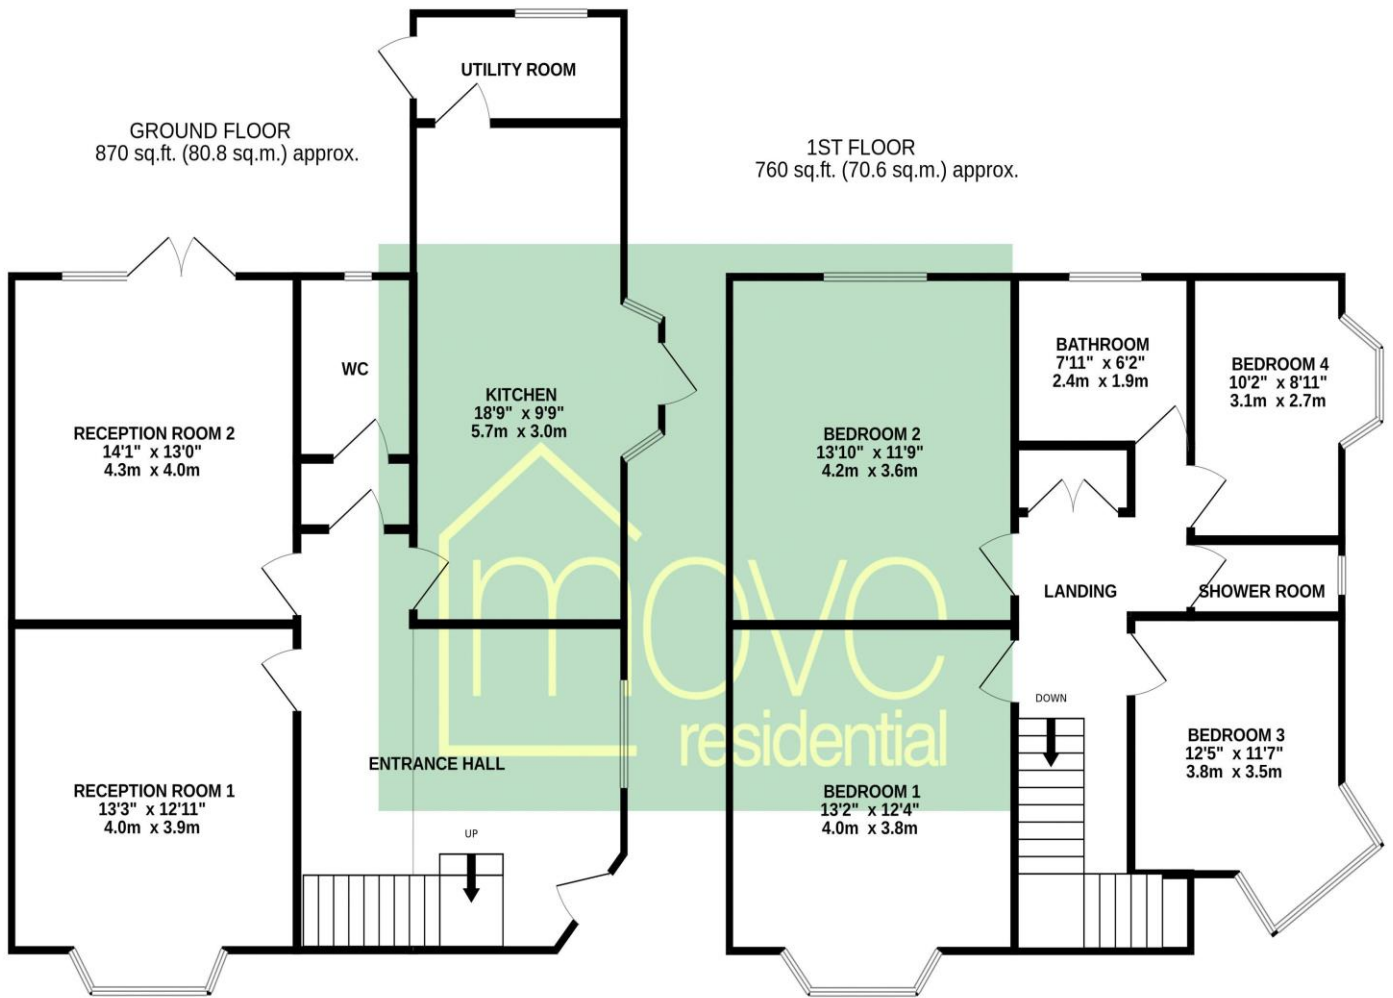 UTILITY ROOM
GROUND FLOOR
870 sq.ft. (80.8 sq.m.) approx.
WC
KITCHEN
18'9" x 9'9"
5.7m x 3.0m
RECEPTION ROOM 2
14'1" x 13'0"
4.3m x 4.0m
ENTRANCE HALL
RECEPTION ROOM 1
13'3" x 12'11"
4.0m x 3.9m
UP
1ST FLOOR
760 sq.ft. (70.6 sq.m.) approx.
BATHROOM
7'11" x 6'2"
2.4m x 1.9m
BEDROOM 4
10'2" x 8'11"
3.1m x 2.7m
BEDROOM 2
13'10" x 11'9"
4.2m x 3.6m
LANDING
SHOWER ROOM
DOWN
BEDROOM 3
12'5" x 11'7"
3.8m x 3.5m
BEDROOM 1
13'2" x 12'4"
4.0m x 3.8m
move
residential